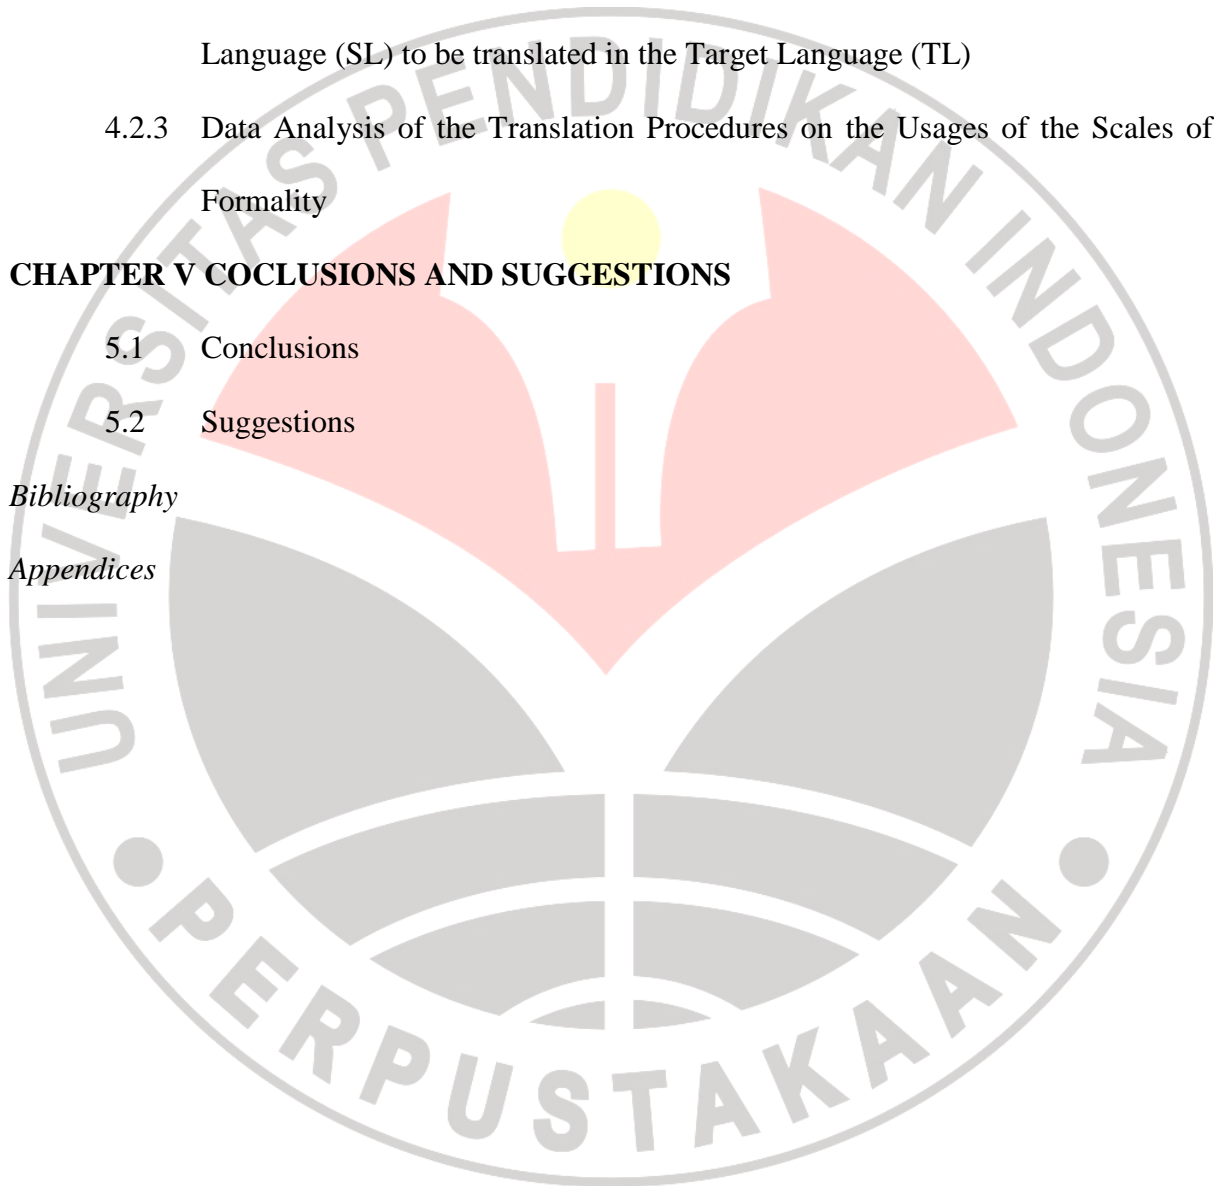 Language (SL) to be translated in the Target Language (TL)
4.2.3 Data Analysis of the Translation Procedures on the Usages of the Scales of
Formality
CHAPTER V COCLUSIONS AND SUGGESTIONS
5.1 Conclusions
5.2 Suggestions
Bibliography
Appendices
UNIVERSITAS PENDIDIKAN INDONESIA
PERPUSTAKAAN